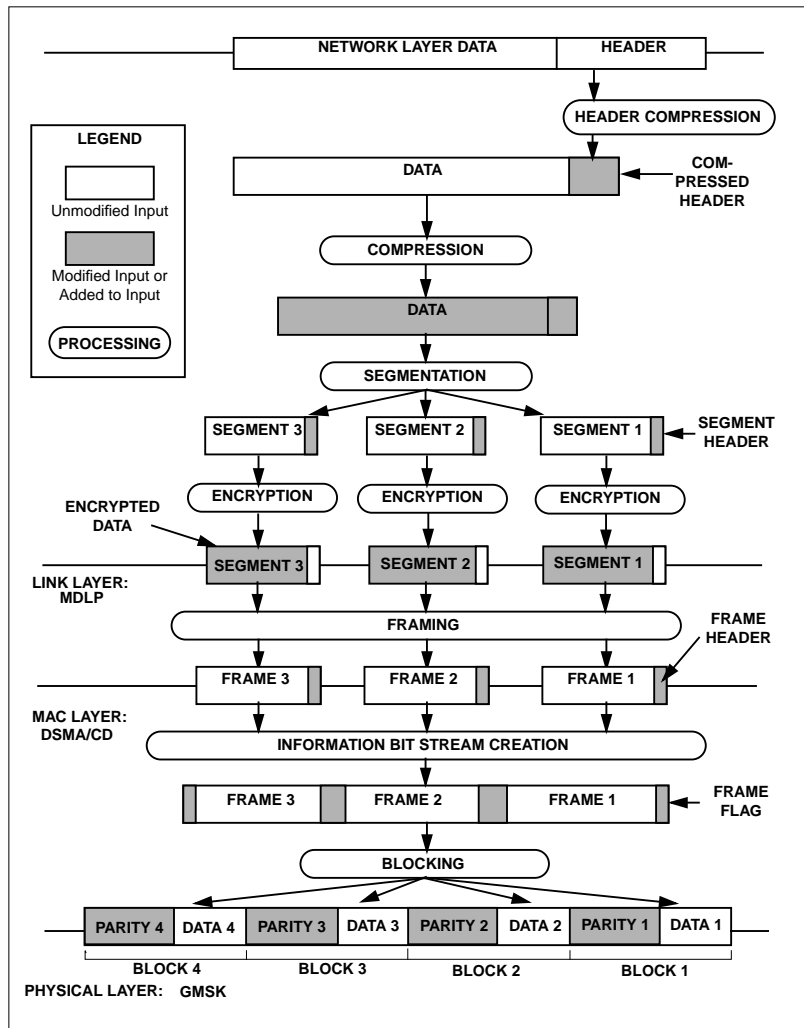 NETWORK LAYER DATA
HEADER
HEADER COMPRESSION
LEGEND
Unmodified Input
Modified Input or
Added to Input
PROCESSING
DATA
COM-
PRESSED
HEADER
COMPRESSION
DATA
SEGMENTATION
SEGMENT 3
SEGMENT 2
SEGMENT 1
SEGMENT
HEADER
ENCRYPTION
ENCRYPTION
ENCRYPTION
ENCRYPTED
DATA
SEGMENT 3
SEGMENT 2
SEGMENT 1
LINK LAYER:
MDLP
FRAMING
FRAME
HEADER
FRAME 3
FRAME 2
FRAME 1
MAC LAYER:
DSMA/CD
INFORMATION BIT STREAM CREATION
FRAME 3
FRAME 2
FRAME 1
FRAME
FLAG
BLOCKING
PARITY 4
DATA 4
PARITY 3
DATA 3
PARITY 2
DATA 2
PARITY 1
DATA 1
BLOCK 4
BLOCK 3
BLOCK 2
BLOCK 1
PHYSICAL LAYER: GMSK